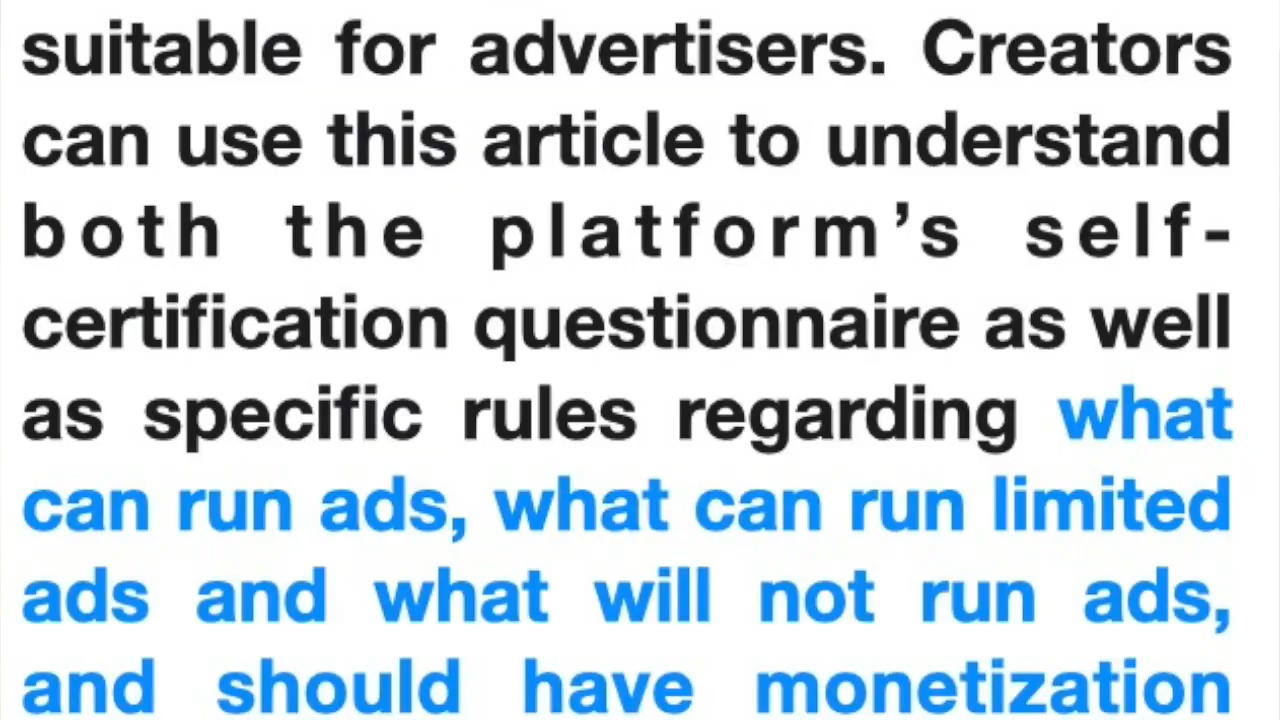 suitable for advertisers. Creators
can use this article to understand
both the platform’s self-
certification questionnaire as well
as specific rules regarding what
can run ads, what can run limited
ads and what will not run ads,
and should have monetization